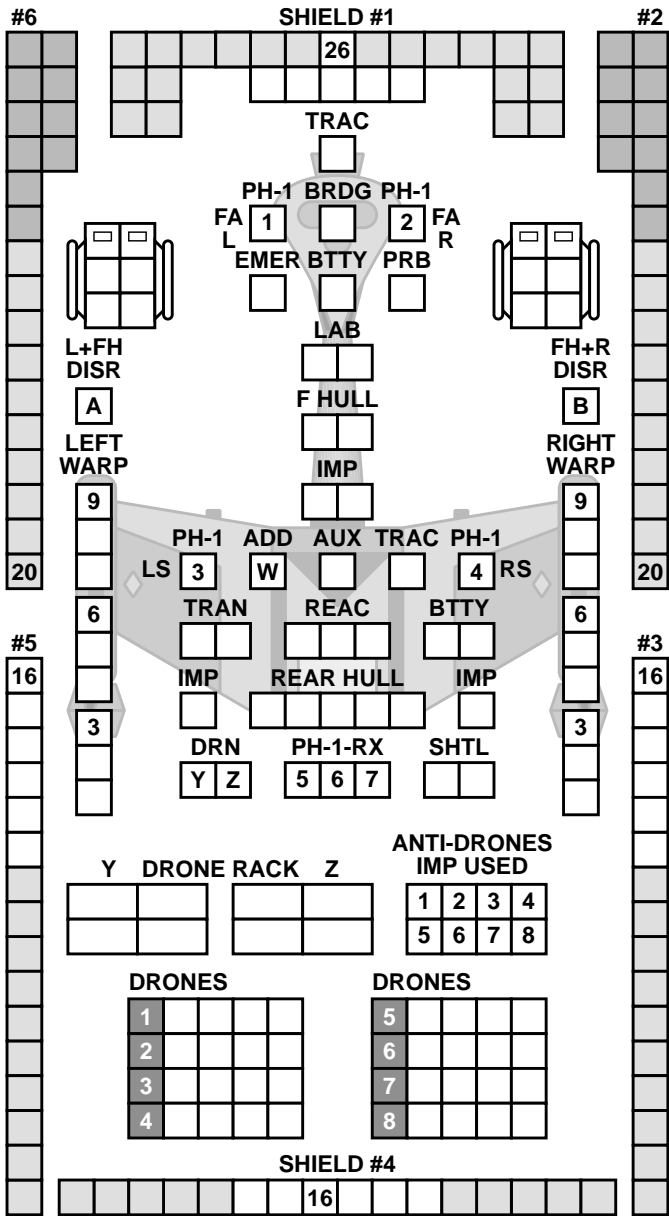 #6 SHIELD #1 #2
26
TRAC
PH-1 BRDG PH-1
FA 1 2 FA
L R
EMER BTTY PRB
LAB
L+FH FH+R
DISR DISR
A B
F HULL
LEFT RIGHT
WARP WARP
IMP
9 9
PH-1 ADD AUX TRAC PH-1
20 LS 3 W 4 RS 20
TRAN REAC BTTY
6 6
#5 #3
16 IMP REAR HULL IMP 16
3 3
DRN PH-1-RX SHTL
Y Z 5 6 7
ANTI-DRONES
Y DRONE RACK Z IMP USED
1 2 3 4
5 6 7 8
DRONES DRONES
1 5
2 6
3 7
4 8
SHIELD #4
16